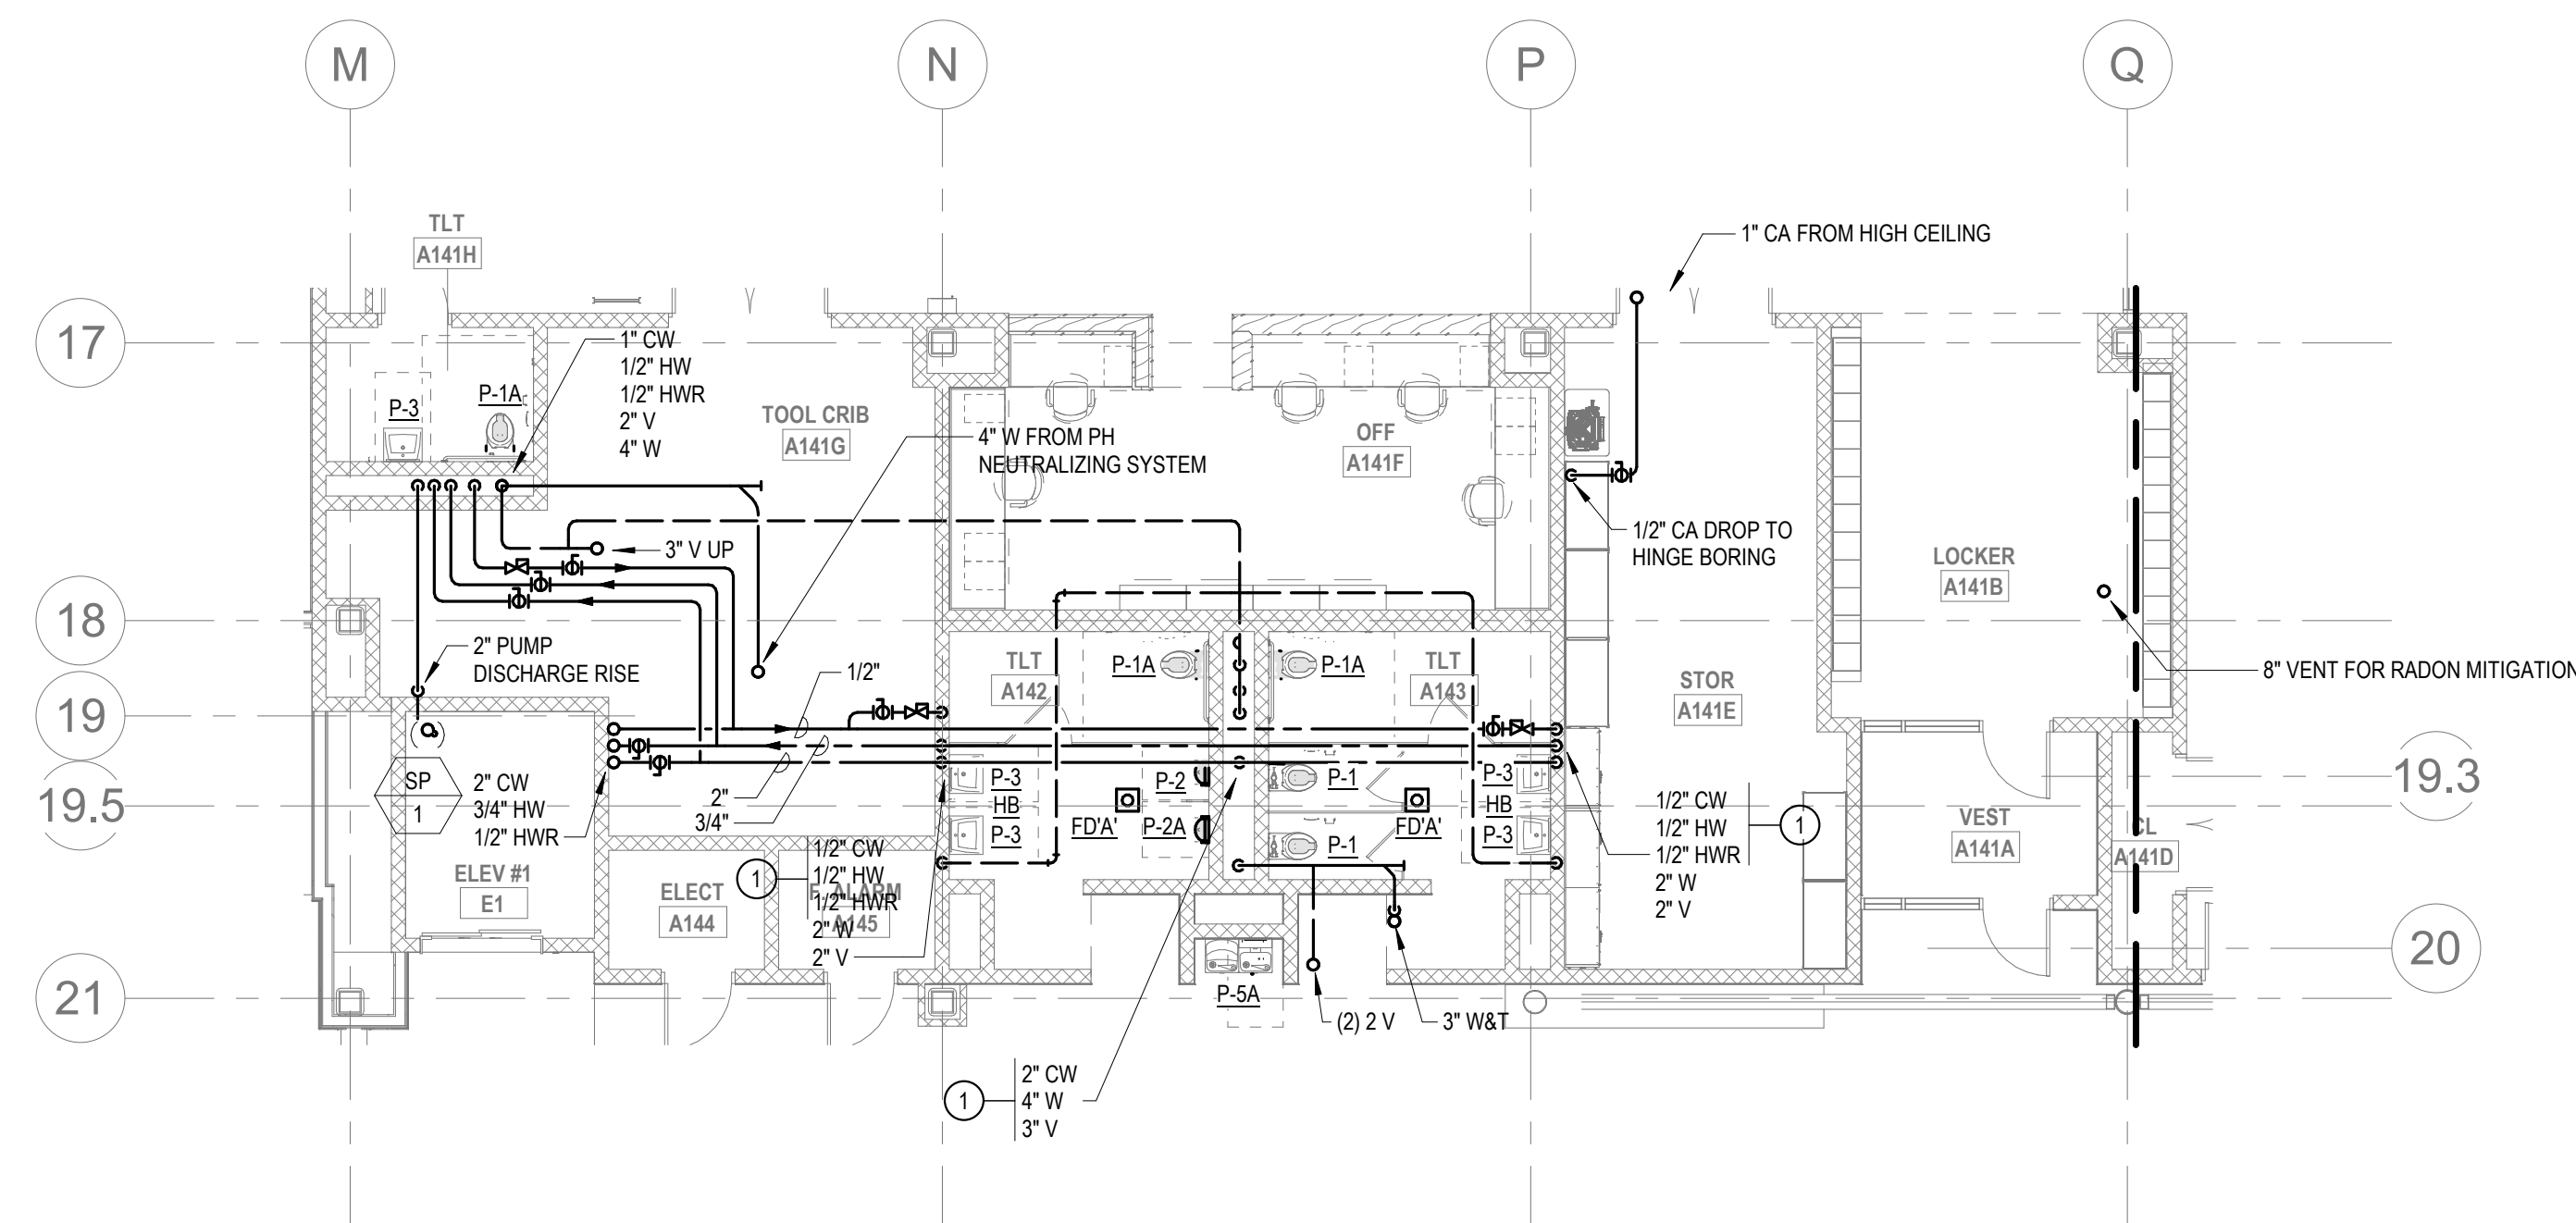 M
N
P
Q
TLT
A141H
1" CA FROM HIGH CEILING
17
1" CW
1/2" HW
1/2" HWR
2" V
4" W
P-3
P-1A
TOOL CRIB
A141G
4" W FROM PH
NEUTRALIZING SYSTEM
OFF
A141F
1/2" CA DROP TO
HINGE BORING
3" V UP
LOCKER
A141B
18
2" PUMP
DISCHARGE RISE
1/2"
TLT
A142
P-1A
P-1A
TLT
A143
STOR
A141E
8" VENT FOR RADON MITIGATION
19
SP
1
2" CW
3/4" HW
1/2" HWR
2"
3/4"
P-3
HB
P-3
P-2
FD'A'
P-2A
P-1
P-1
FD'A'
P-3
HB
P-3
1/2" CW
1/2" HW
1/2" HWR
2" W
2" V
1
19.5
19.3
VEST
A141A
CL
A141D
ELEV #1
E1
ELECT
A144
1
1/2" CW
1/2" HW
1/2" HWR
2" W
2" V
F. ALARM
A145
20
21
P-5A
(2) 2 V
3" W&T
1
2" CW
4" W
3" V